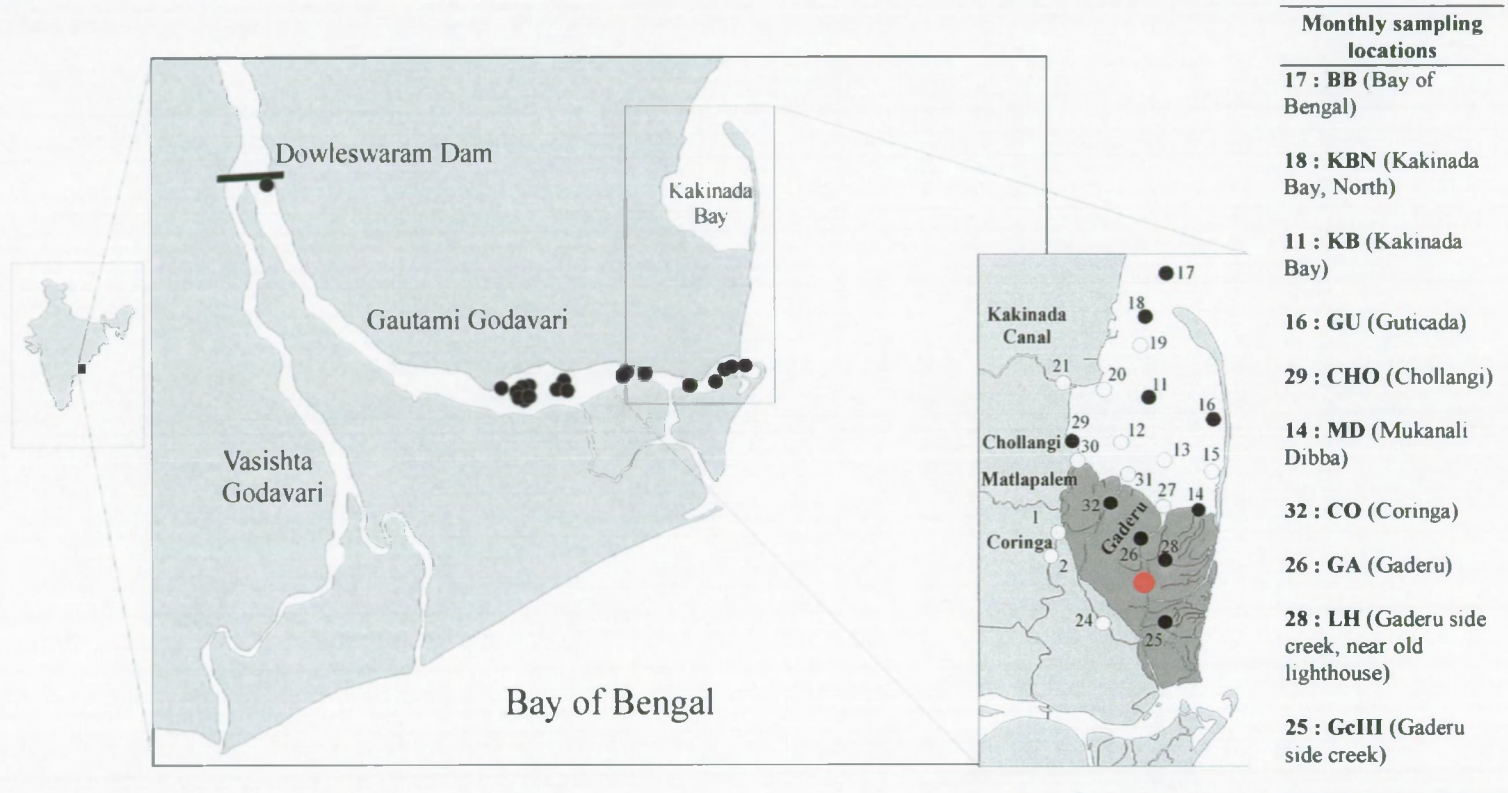 Dowleswaram Dam
Kakinada
Bay
Gautami Godavari
Vasishta
Godavari
Bay of Bengal
17
18
Kakinada
Canal
19
21
20
11
16
29
12
Chollangi
30
13
15
Matlapalem
31
27
14
32
1
Gaderu
Coringa
26
28
2
24
25
Monthly sampling
locations
17 : BB (Bay of
Bengal)
18 : KBN (Kakinada
Bay, North)
11 : KB (Kakinada
Bay)
16 : GU (Guticada)
29 : CHO (Chollangi)
14 : MD (Mukanali
Dibba)
32 : CO (Coringa)
26 : GA (Gaderu)
28 : LH (Gaderu side
creek, near old
lighthouse)
25 : GcIII (Gaderu
side creek)